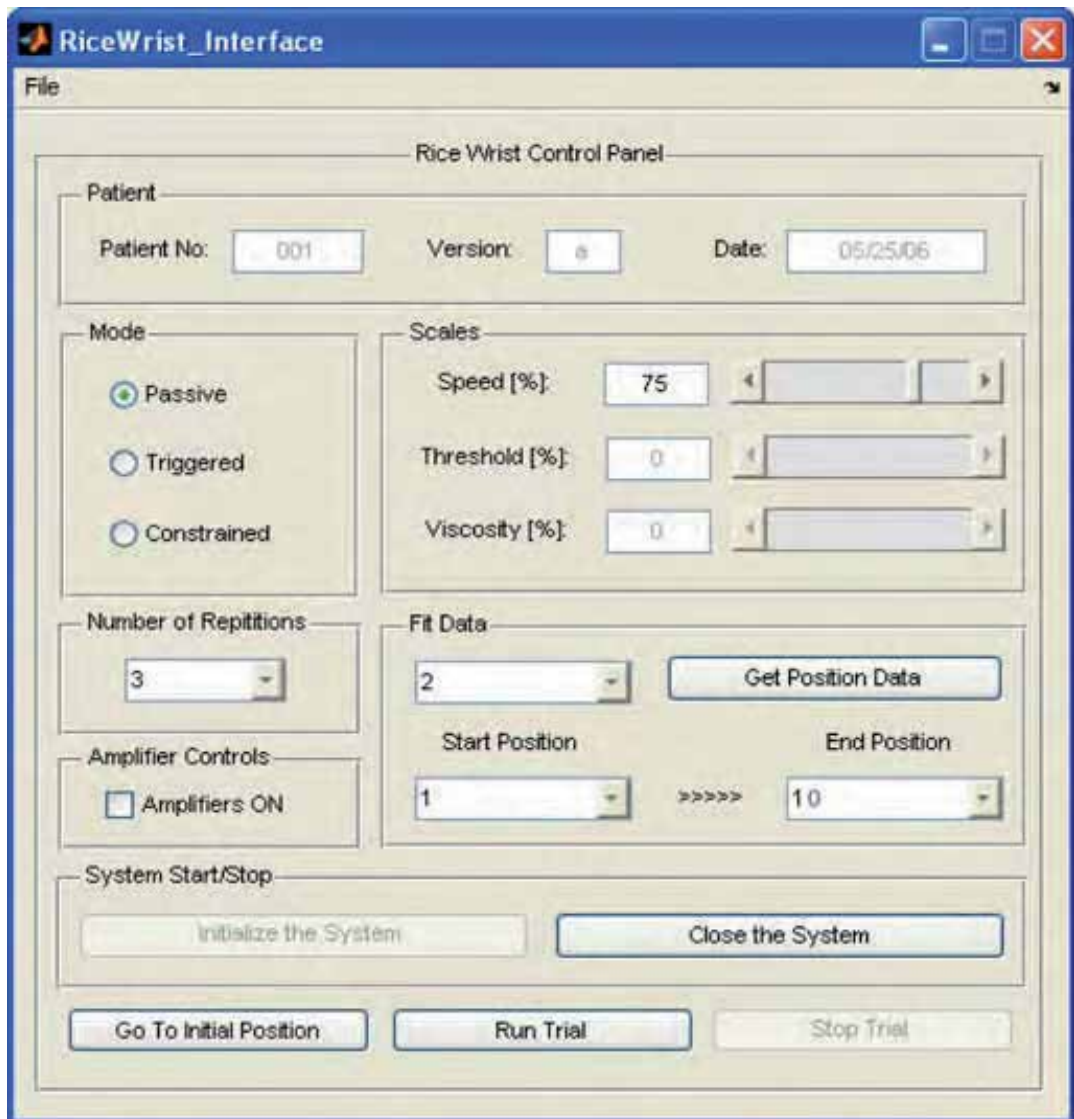 RiceWrist_Interface
File
Rice Wrist Control Panel
Patient
Patient No: 001 Version: a Date: 05/25/06
Mode
Passive
Triggered
Constrained
Scales
Speed [%]: 75
Threshold [%]: 0
Viscosity [%]: 0
Number of Repititions
3
Fit Data
2 Get Position Data
Start Position End Position
1 >>>>> 10
Amplifier Controls
Amplifiers ON
System Start/Stop
Initialize the System Close the System
Go To Initial Position Run Trial Stop Trial